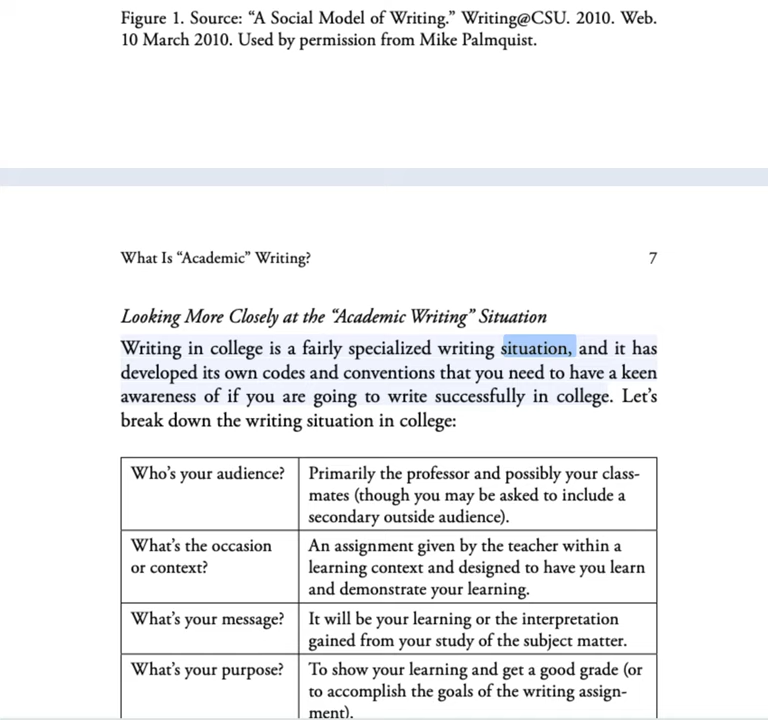 Figure 1. Source: “A Social Model of Writing.” Writing@CSU. 2010. Web.
10 March 2010. Used by permission from Mike Palmquist.
What Is “Academic” Writing? 7
Looking More Closely at the “Academic Writing” Situation
Writing in college is a fairly specialized writing situation, and it has
developed its own codes and conventions that you need to have a keen
awareness of if you are going to write successfully in college. Let’s
break down the writing situation in college:
Who’s your audience?
Primarily the professor and possibly your class-
mates (though you may be asked to include a
secondary outside audience).
What’s the occasion
or context?
An assignment given by the teacher within a
learning context and designed to have you learn
and demonstrate your learning.
What’s your message?
It will be your learning or the interpretation
gained from your study of the subject matter.
What’s your purpose?
To show your learning and get a good grade (or
to accomplish the goals of the writing assign-
ment).